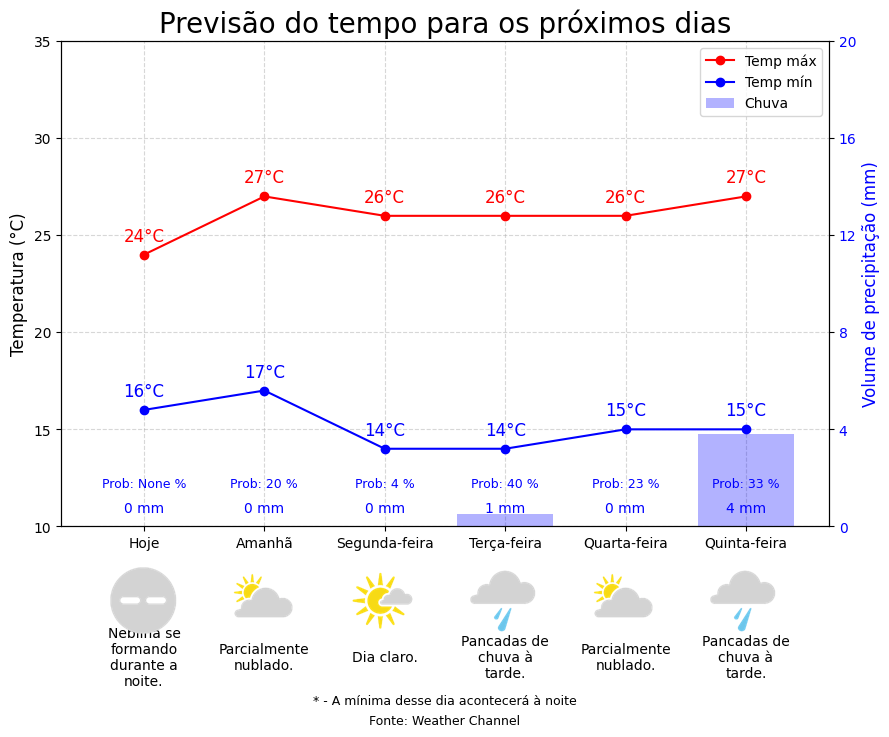 Previsão do tempo para os próximos dias
35
30
25
20
15
10
Temperatura (°C)
20
16
12
8
4
0
Volume de precipitação (mm)
Temp máx
Temp mín
Chuva
24°C 27°C 26°C 26°C 26°C 27°C
16°C 17°C 14°C 14°C 15°C 15°C
Prob: None % Prob: 20 % Prob: 4 % Prob: 40 % Prob: 23 % Prob: 33 %
0 mm 0 mm 0 mm 1 mm 0 mm 4 mm
Hoje Amanhã Segunda-feira Terça-feira Quarta-feira Quinta-feira
Neblina se
formando
durante a
noite.
Parcialmente
nublado.
Dia claro.
Pancadas de
chuva à
tarde.
Parcialmente
nublado.
Pancadas de
chuva à
tarde.
* - A mínima desse dia acontecerá à noite
Fonte: Weather Channel